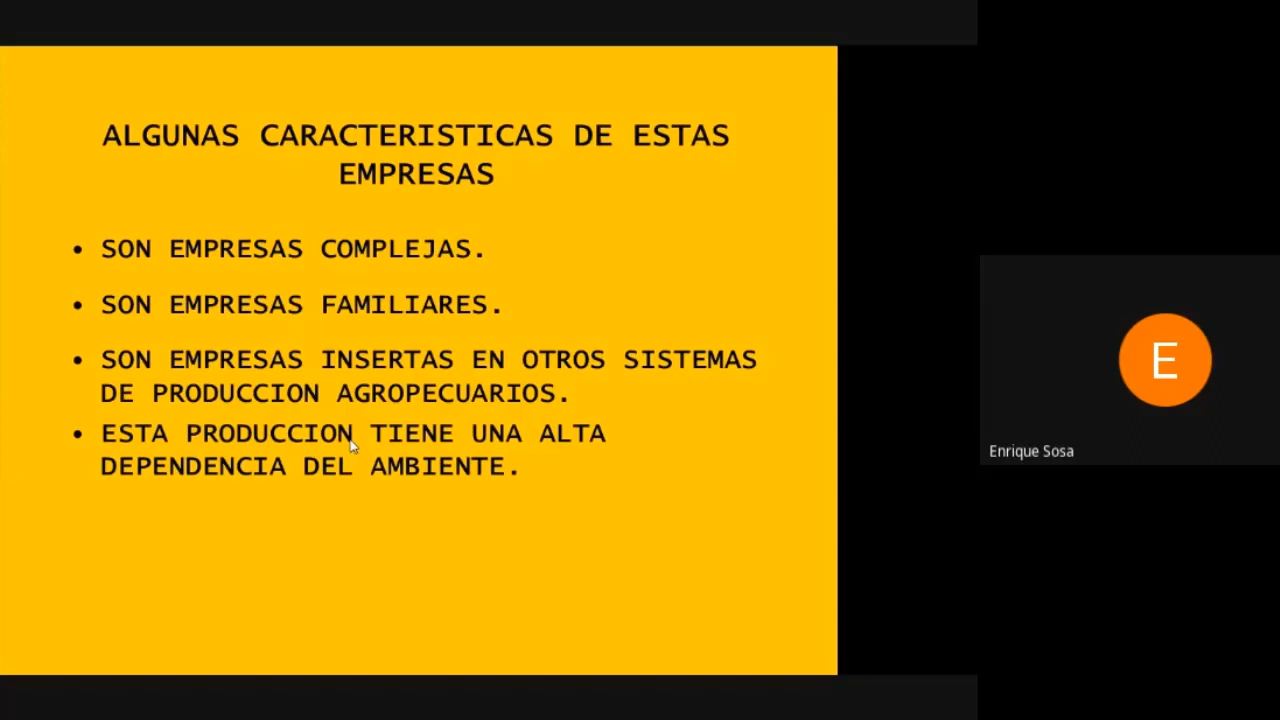 ALGUNAS CARACTERISTICAS DE ESTAS
EMPRESAS
• SON EMPRESAS COMPLEJAS.
• SON EMPRESAS FAMILIARES.
• SON EMPRESAS INSERTAS EN OTROS SISTEMAS
DE PRODUCCION AGROPECUARIOS.
• ESTA PRODUCCION TIENE UNA ALTA
DEPENDENCIA DEL AMBIENTE.
E
Enrique Sosa